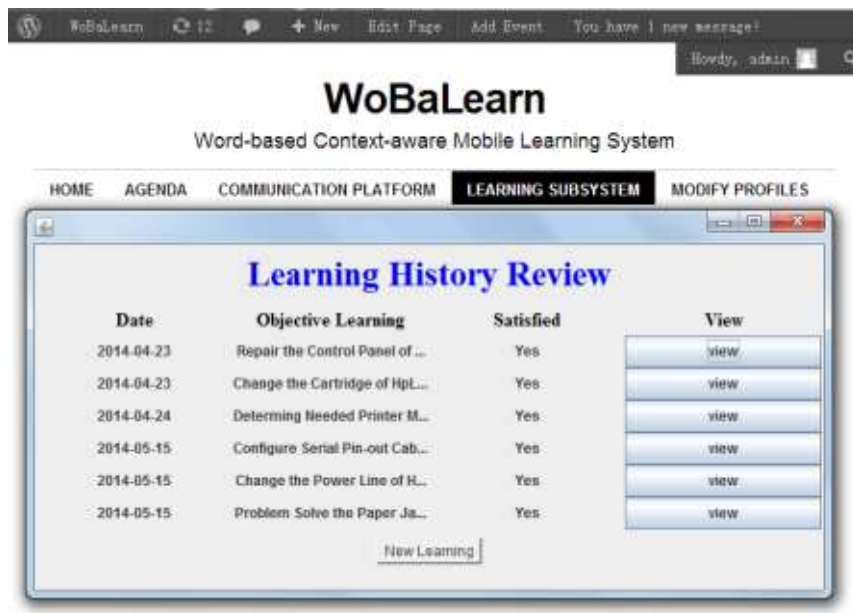 WoBaLearn 12 + New Edit Page Add Event You have 1 new message!
Howdy, admin
WoBaLearn
Word-based Context-aware Mobile Learning System
HOME AGENDA COMMUNICATION PLATFORM LEARNING SUBSYSTEM MODIFY PROFILES
Learning History Review
Date Objective Learning Satisfied View
2014-04-23 Repair the Control Panel of ... Yes view
2014-04-23 Change the Cartridge of HpL... Yes view
2014-04-24 Determing Needed Printer M... Yes view
2014-05-15 Configure Serial Pin-out Cab... Yes view
2014-05-15 Change the Power Line of H... Yes view
2014-05-15 Problem Solve the Paper Ja... Yes view
New Learning